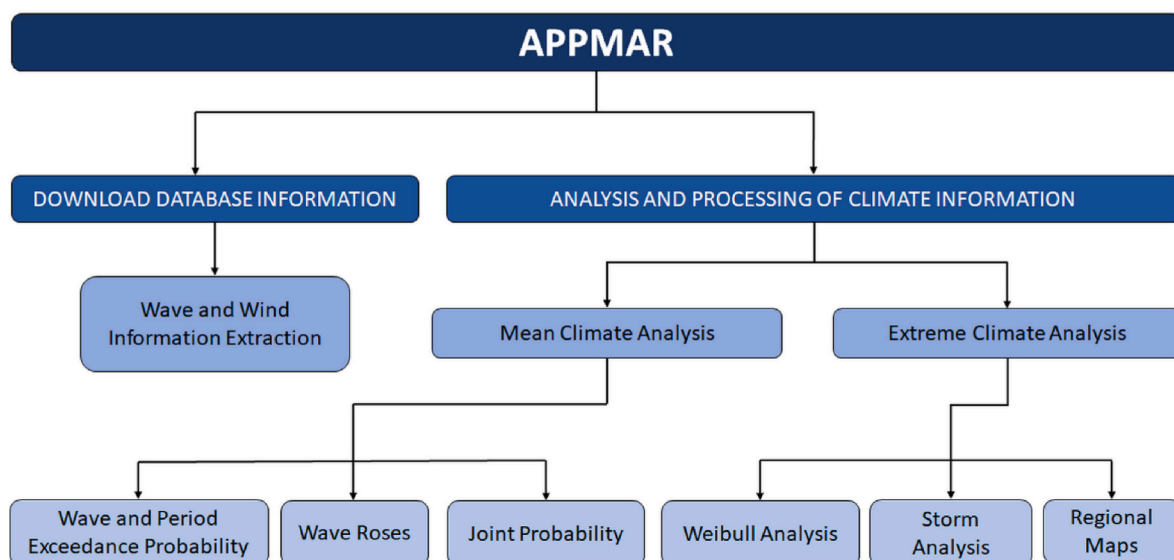 APPMAR
DOWNLOAD DATABASE INFORMATION
ANALYSIS AND PROCESSING OF CLIMATE INFORMATION
Wave and Wind
Information Extraction
Mean Climate Analysis
Extreme Climate Analysis
Wave and Period
Exceedance Probability
Wave Roses
Joint Probability
Weibull Analysis
Storm
Analysis
Regional
Maps